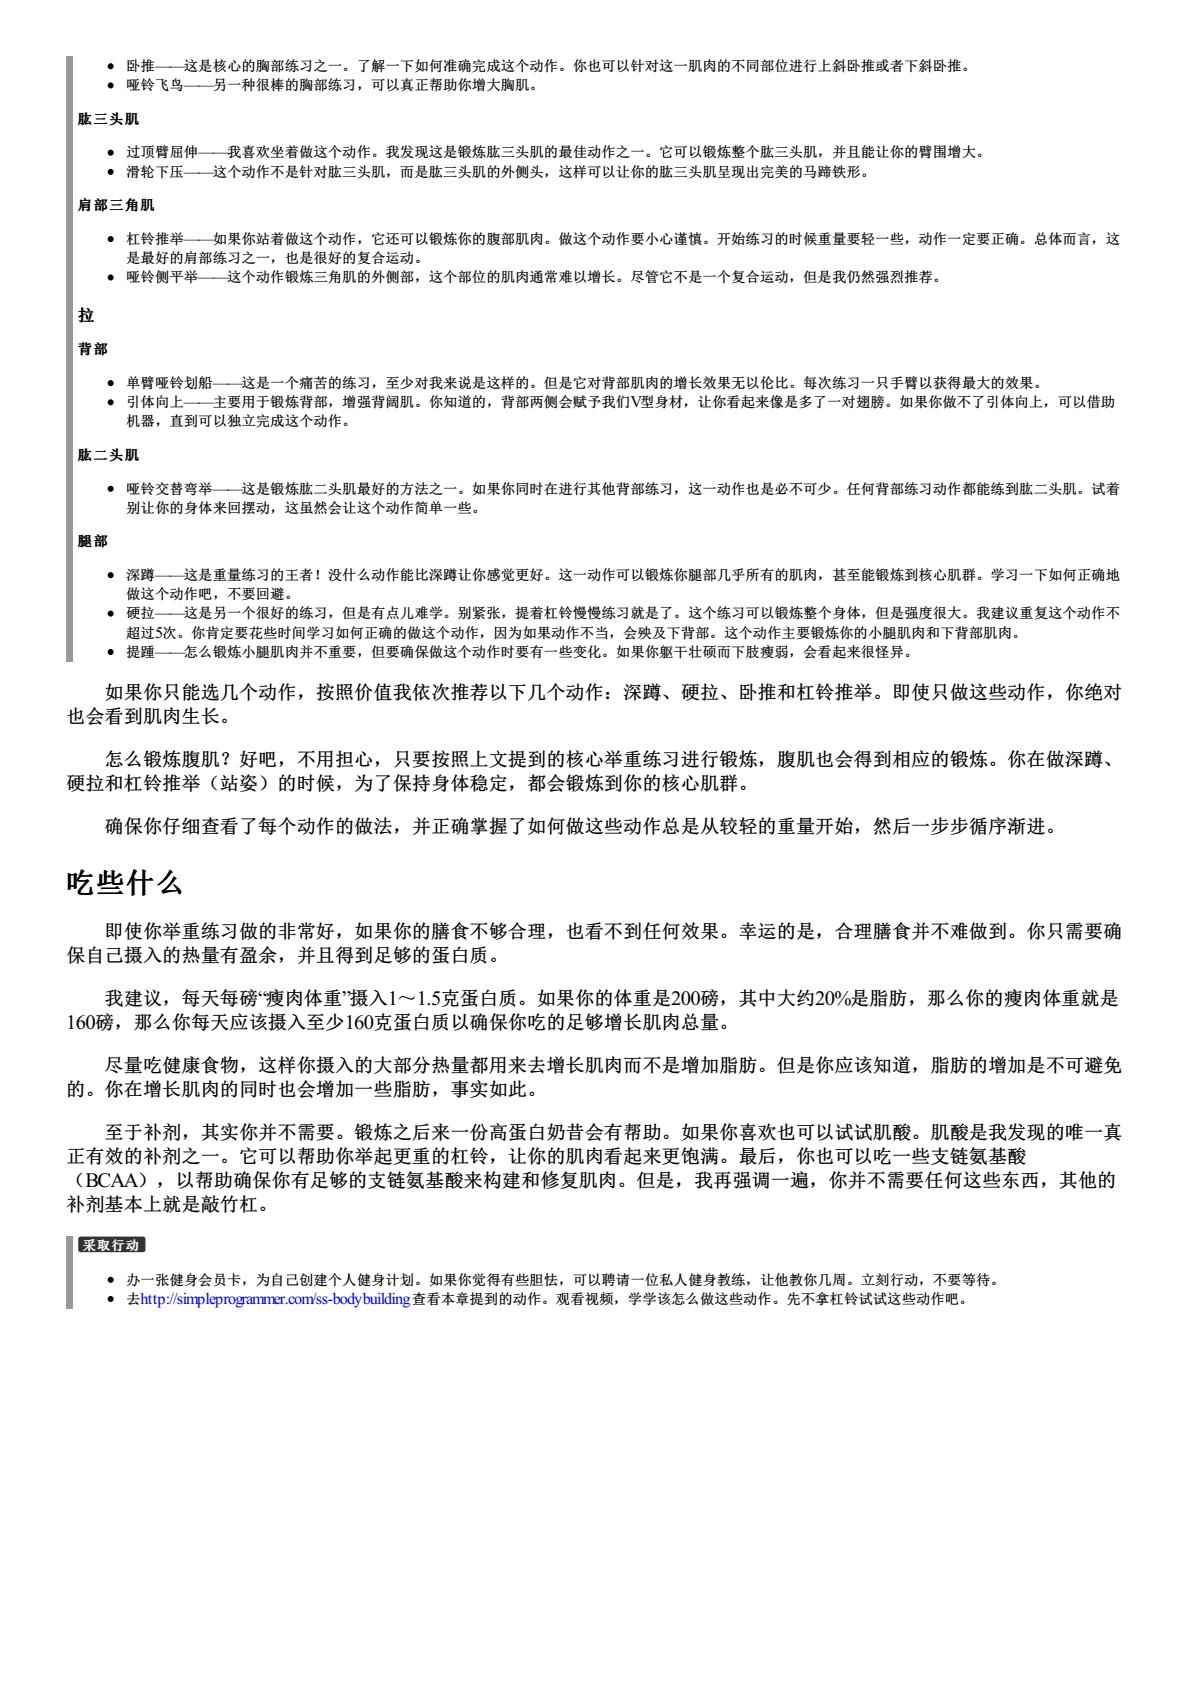 ● 卧推——这是核心的胸部练习之一。了解一下如何准确完成这个动作。你也可以针对这一肌肉的不同部位进行上斜卧推或者下斜卧推。
● 哑铃飞鸟——另一种很棒的胸部练习，可以真正帮助你增大胸肌。
肱三头肌
● 过顶臂屈伸——我喜欢坐着做这个动作。我发现这是锻炼肱三头肌的最佳动作之一。它可以锻炼整个肱三头肌，并且能让你的臂围增大。
● 滑轮下压——这个动作不是针对肱三头肌，而是肱三头肌的外侧头，这样可以让你的肱三头肌呈现出完美的马蹄铁形。
肩部三角肌
● 杠铃推举——如果你站着做这个动作，它还可以锻炼你的腹部肌肉。做这个动作要小心谨慎。开始练习的时候重量要轻一些，动作一定要正确。总体而言，这
是最好的肩部练习之一，也是很好的复合运动。
● 哑铃侧平举——这个动作锻炼三角肌的外侧部，这个部位的肌肉通常难以增长。尽管它不是一个复合运动，但是我仍然强烈推荐。
拉
背部
● 单臂哑铃划船——这是一个痛苦的练习，至少对我来说是这样的。但是它对背部肌肉的增长效果无以伦比。每次练习一只手臂以获得最大的效果。
● 引体向上——主要用于锻炼背部，增强背阔肌。你知道的，背部两侧会赋予我们V型身材，让你看起来像是多了一对翅膀。如果你做不了引体向上，可以借助
机器，直到可以独立完成这个动作。
肱二头肌
● 哑铃交替弯举——这是锻炼肱二头肌最好的方法之一。如果你同时在进行其他背部练习，这一动作也是必不可少。任何背部练习动作都能练到肱二头肌。试着
别让你的身体来回摆动，这虽然会让这个动作简单一些。
腿部
● 深蹲——这是重量练习的王者！没什么动作能比深蹲让你感觉更好。这一动作可以锻炼你腿部几乎所有的肌肉，甚至能锻炼到核心肌群。学习一下如何正确地
做这个动作吧，不要回避。
● 硬拉——这是另一个很好的练习，但是有点儿难学。别紧张，提着杠铃慢慢练习就是了。这个练习可以锻炼整个身体，但是强度很大。我建议重复这个动作不
超过5次。你肯定要花些时间学习如何正确的做这个动作，因为如果动作不当，会殃及下背部。这个动作主要锻炼你的小腿肌肉和下背部肌肉。
● 提踵——怎么锻炼小腿肌肉并不重要，但要确保做这个动作时要有一些变化。如果你躯干壮硕而下肢瘦弱，会看起来很怪异。
如果你只能选几个动作，按照价值我依次推荐以下几个动作：深蹲、硬拉、卧推和杠铃推举。即使只做这些动作，你绝对
也会看到肌肉生长。
怎么锻炼腹肌？好吧，不用担心，只要按照上文提到的核心举重练习进行锻炼，腹肌也会得到相应的锻炼。你在做深蹲、
硬拉和杠铃推举（站姿）的时候，为了保持身体稳定，都会锻炼到你的核心肌群。
确保你仔细查看了每个动作的做法，并正确掌握了如何做这些动作总是从较轻的重量开始，然后一步步循序渐进。
吃些什么
即使你举重练习做的非常好，如果你的膳食不够合理，也看不到任何效果。幸运的是，合理膳食并不难做到。你只需要确
保自己摄入的热量有盈余，并且得到足够的蛋白质。
我建议，每天每磅“瘦肉体重”摄入1～1.5克蛋白质。如果你的体重是200磅，其中大约20%是脂肪，那么你的瘦肉体重就是
160磅，那么你每天应该摄入至少160克蛋白质以确保你吃的足够增长肌肉总量。
尽量吃健康食物，这样你摄入的大部分热量都用来去增长肌肉而不是增加脂肪。但是你应该知道，脂肪的增加是不可避免
的。你在增长肌肉的同时也会增加一些脂肪，事实如此。
至于补剂，其实你并不需要。锻炼之后来一份高蛋白奶昔会有帮助。如果你喜欢也可以试试肌酸。肌酸是我发现的唯一真
正有效的补剂之一。它可以帮助你举起更重的杠铃，让你的肌肉看起来更饱满。最后，你也可以吃一些支链氨基酸
（BCAA），以帮助确保你有足够的支链氨基酸来构建和修复肌肉。但是，我再强调一遍，你并不需要任何这些东西，其他的
补剂基本上就是敲竹杠。
采取行动
● 办一张健身会员卡，为自己创建个人健身计划。如果你觉得有些胆怯，可以聘请一位私人健身教练，让他教你几周。立刻行动，不要等待。
● 去http://simpleprogrammer.com/ss-bodybuilding查看本章提到的动作。观看视频，学学该怎么做这些动作。先不拿杠铃试试这些动作吧。